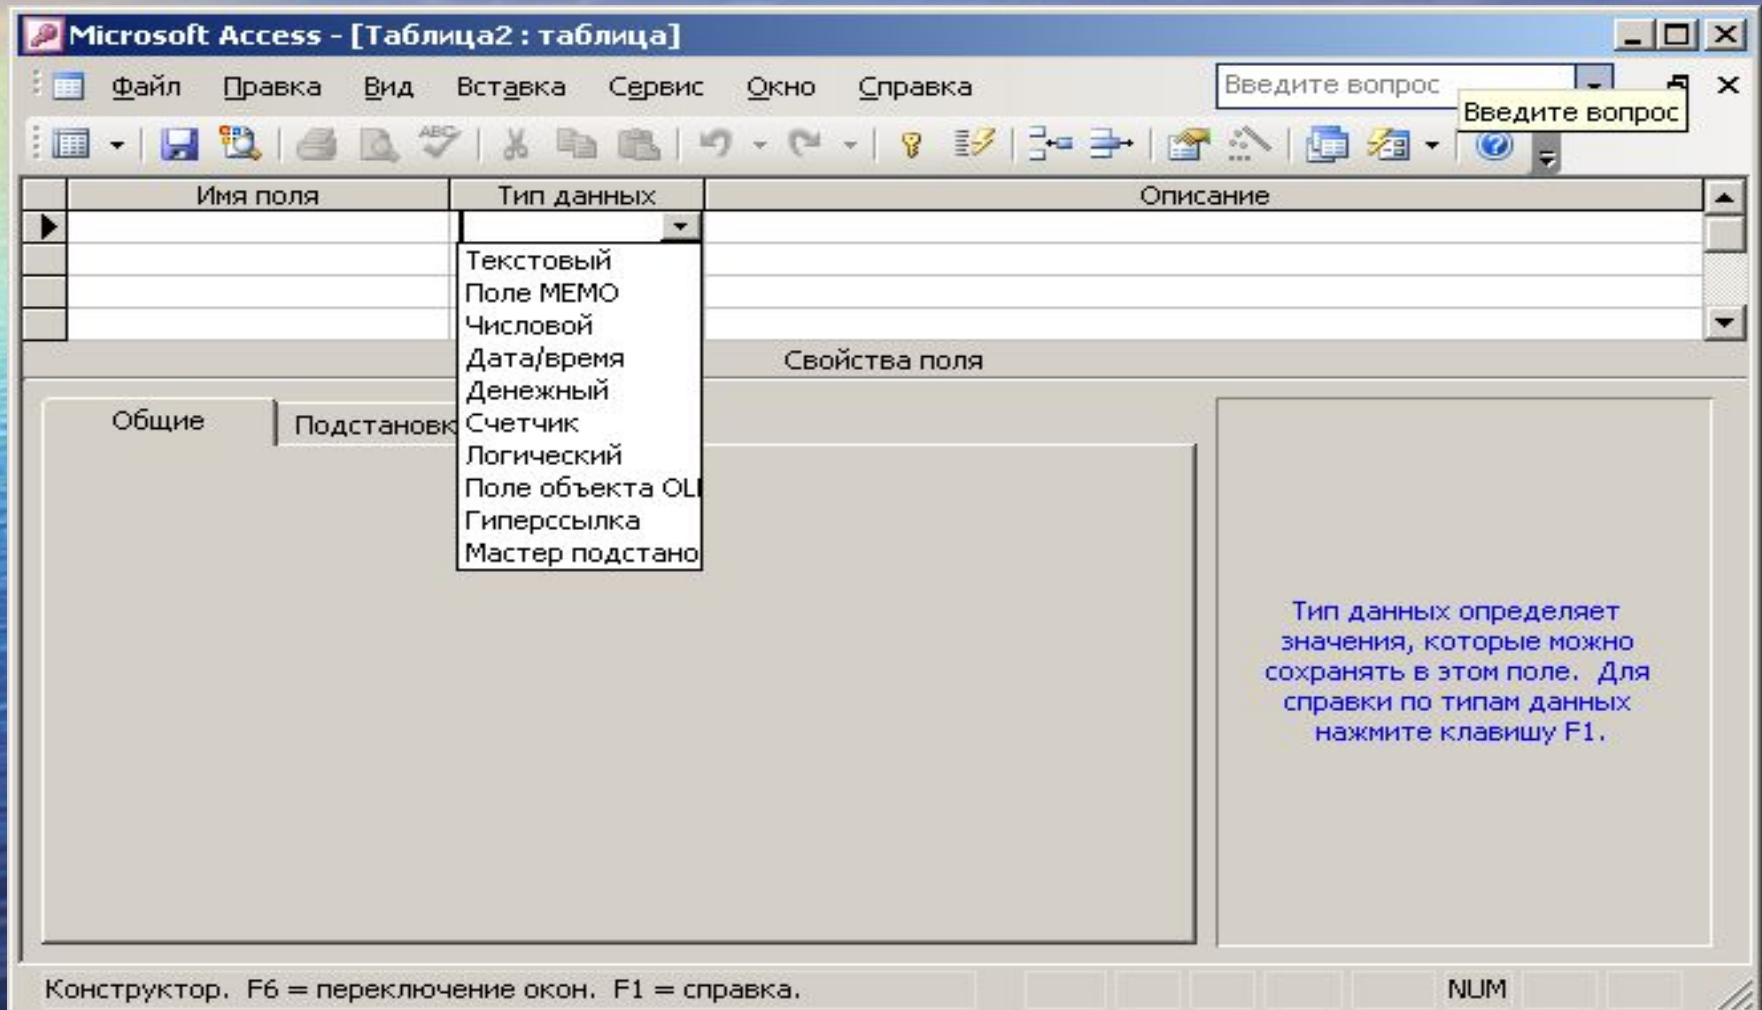 Microsoft Access - [Таблица2 : таблица]
Файл Правка Вид Вставка Сервис Окно Справка Введите вопрос
Введите вопрос
ABC
Имя поля Тип данных Описание
Текстовый
Поле MEMO
Числовой
Дата/время
Денежный
Счетчик
Логический
Поле объекта OL
Гиперссылка
Мастер подстано
Свойства поля
Общие Подстановк
Тип данных определяет
значения, которые можно
сохранять в этом поле. Для
справки по типам данных
нажмите клавишу F1.
Конструктор. F6 = переключение окон. F1 = справка. NUM